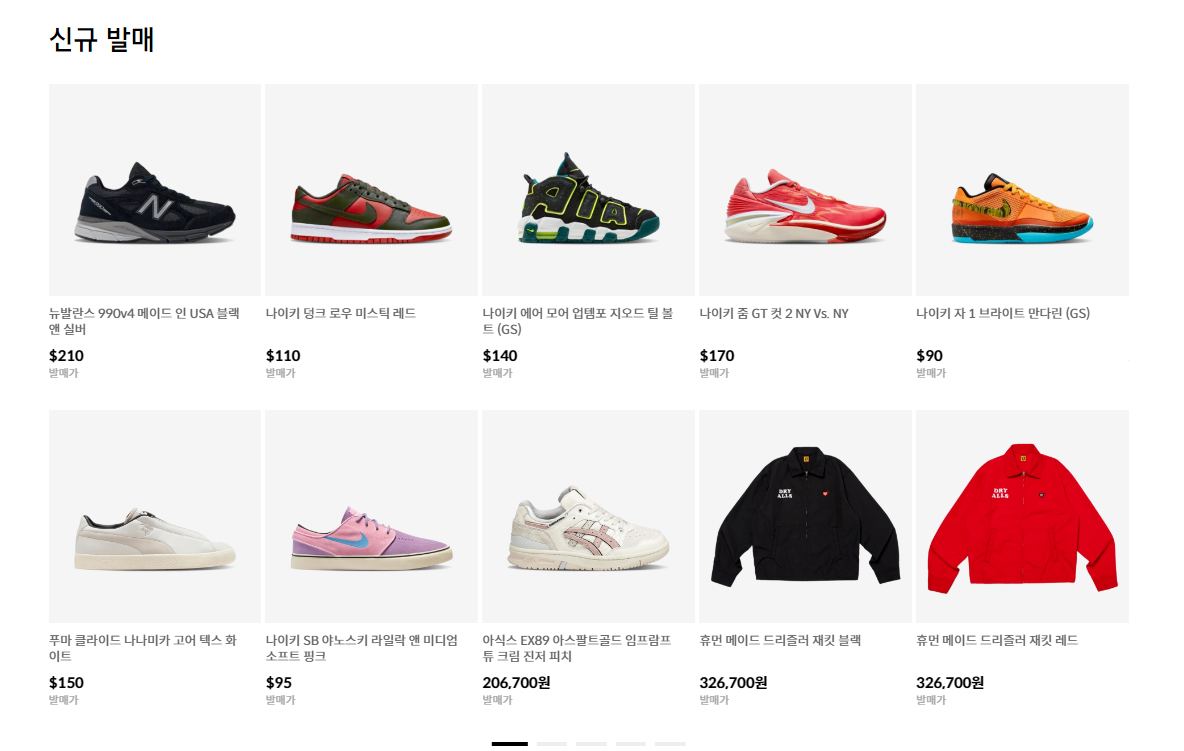 신규 발매
N
DRY
ALLS
DRY
ALLS
뉴발란스 990v4 메이드 인 USA 블랙
앤 실버
$210
발매가
나이키 덩크 로우 미스틱 레드
$110
발매가
나이키 에어 모어 업템포 지오드 틸 볼
트 (GS)
$140
발매가
나이키 줌 GT 컷 2 NY Vs. NY
$170
발매가
나이키 자 1 브라이트 만다린 (GS)
$90
발매가
푸마 클라이드 나나미카 고어 텍스 화
이트
$150
발매가
나이키 SB 야노스키 라일락 앤 미디엄
소프트 핑크
$95
발매가
아식스 EX89 아스팔트골드 임프람프
튜 크림 진저 피치
206,700원
발매가
휴먼 메이드 드리즐러 재킷 블랙
326,700원
발매가
휴먼 메이드 드리즐러 재킷 레드
326,700원
발매가